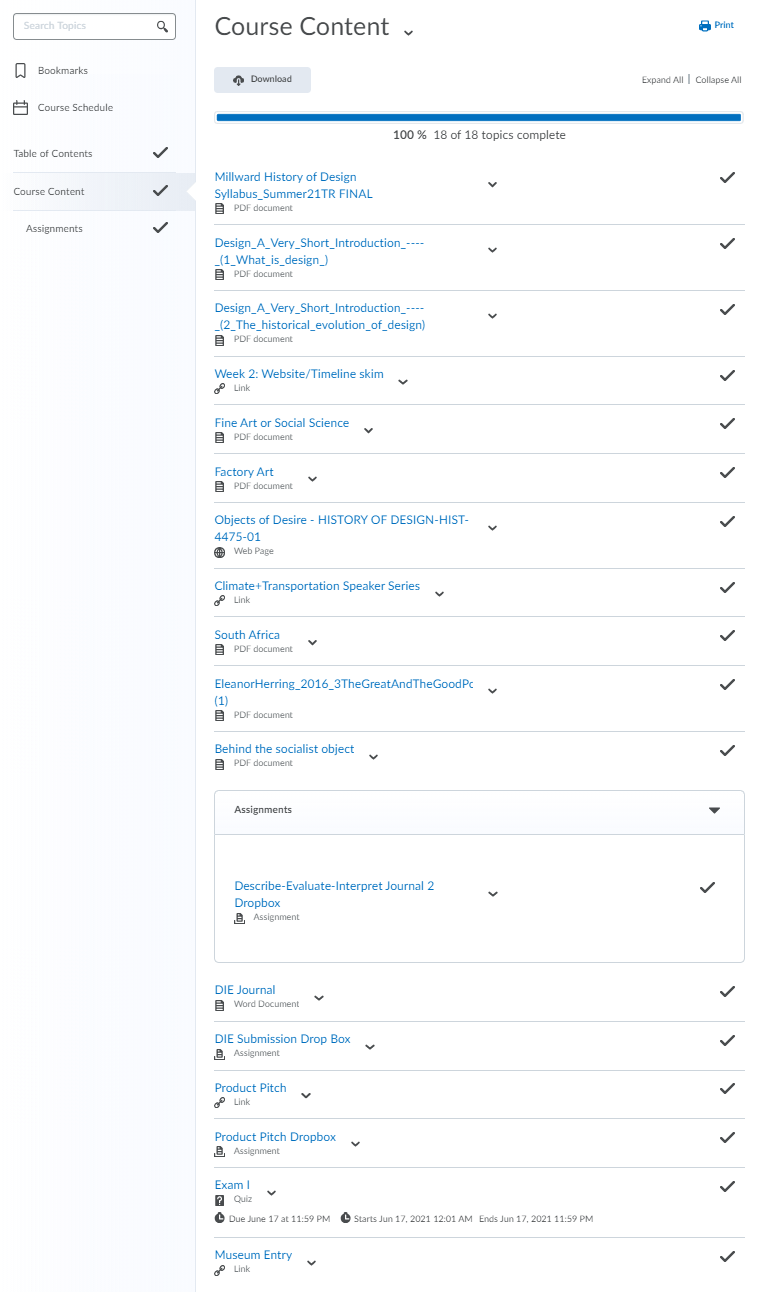 Search Topics
Bookmarks
Course Schedule
Table of Contents
Course Content
Assignments
Course Content
Print
Download
Expand All | Collapse All
100 % 18 of 18 topics complete
Millward History of Design
Syllabus_Summer21TR FINAL
PDF document
Design_A_Very_Short_Introduction_----
_(1_What_is_design_)
PDF document
Design_A_Very_Short_Introduction_----
_(2_The_historical_evolution_of_design)
PDF document
Week 2: Website/Timeline skim
Link
Fine Art or Social Science
PDF document
Factory Art
PDF document
Objects of Desire - HISTORY OF DESIGN-HIST-
4475-01
Web Page
Climate+Transportation Speaker Series
Link
South Africa
PDF document
EleanorHerring_2016_3TheGreatAndTheGoodPc
(1)
PDF document
Behind the socialist object
PDF document
Assignments
Describe-Evaluate-Interpret Journal 2
Dropbox
Assignment
DIE Journal
Word Document
DIE Submission Drop Box
Assignment
Product Pitch
Link
Product Pitch Dropbox
Assignment
Exam I
Quiz
Due June 17 at 11:59 PM Starts Jun 17, 2021 12:01 AM Ends Jun 17, 2021 11:59 PM
Museum Entry
Link